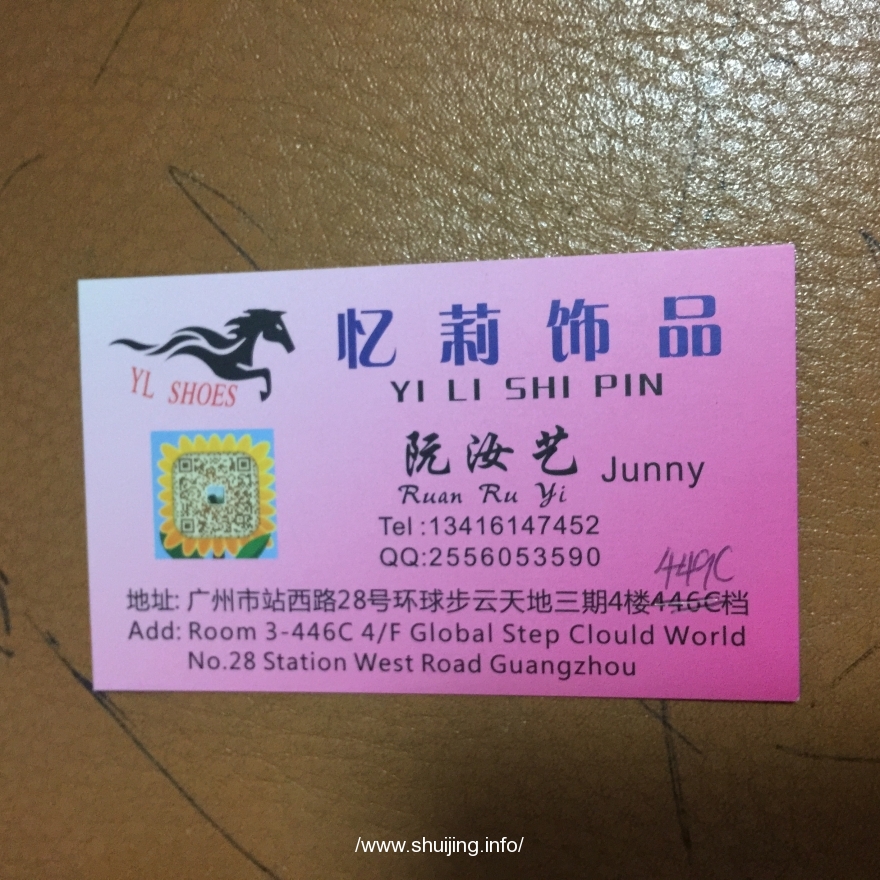 忆莉饰品
YI LI SHI PIN
YL SHOES
阮汝艺 Junny
Ruan Ru Yi
Tel :13416147452
QQ:2556053590
449C
地址: 广州市站西路28号环球步云天地三期4楼446C档
Add: Room 3-446C 4/F Global Step Clould World
No.28 Station West Road Guangzhou
/www.shuijing.info/